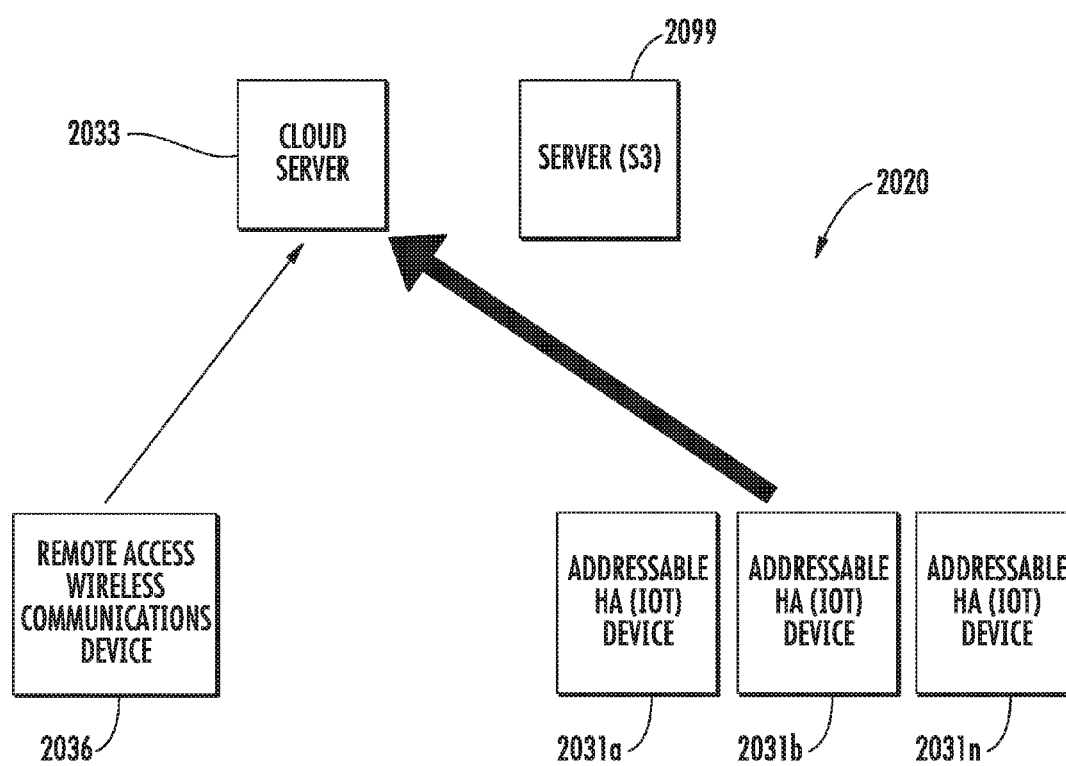 2099
2033
CLOUD
SERVER
SERVER (S3)
2020
REMOTE ACCESS
WIRELESS
COMMUNICATIONS
DEVICE
ADDRESSABLE
HA (IOT)
DEVICE
ADDRESSABLE
HA (IOT)
DEVICE
ADDRESSABLE
HA (IOT)
DEVICE
2036
2031a
2031b
2031n